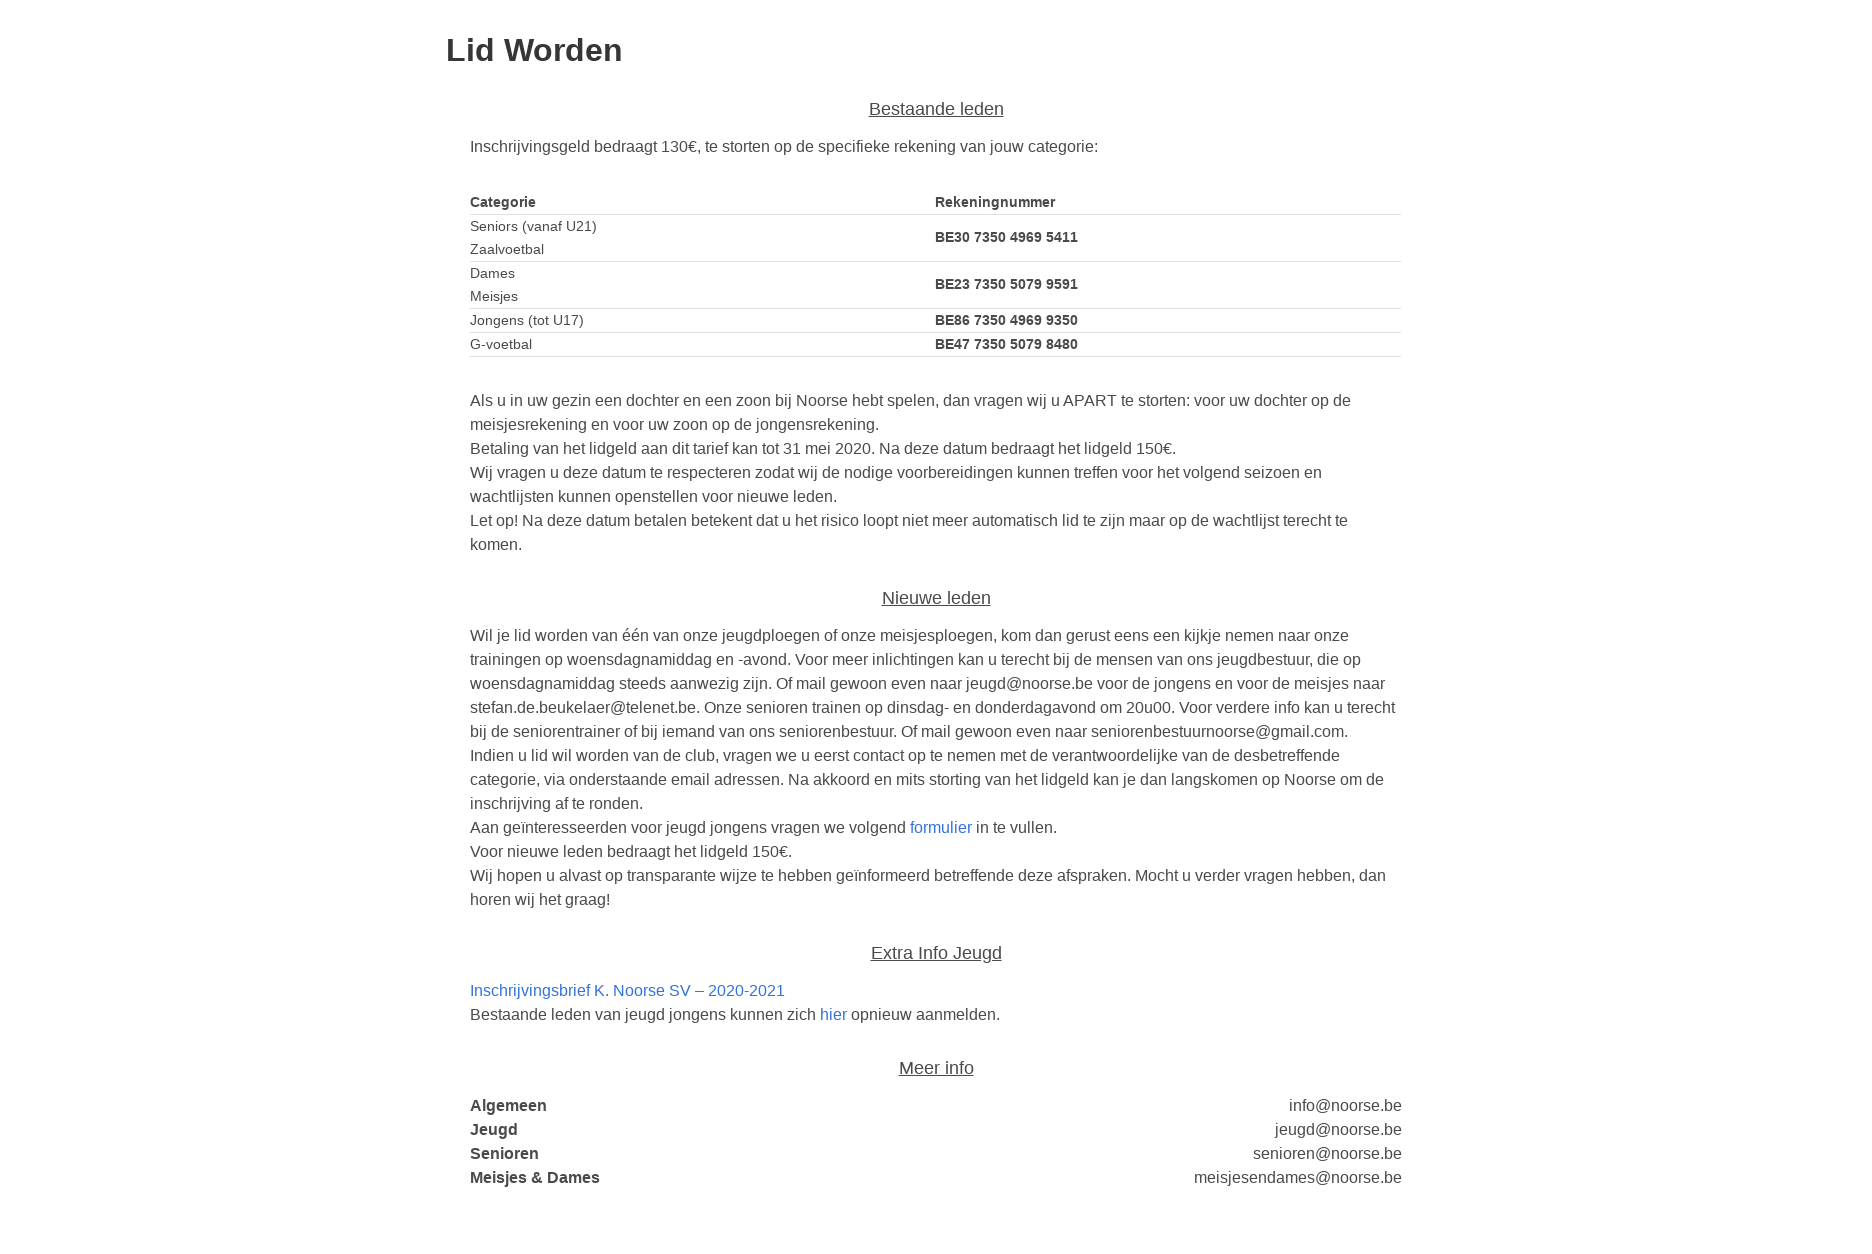 Lid Worden
Bestaande leden
Inschrijvingsgeld bedraagt 130€, te storten op de specifieke rekening van jouw categorie:
Categorie Rekeningnummer
Seniors (vanaf U21)
BE30 7350 4969 5411
Zaalvoetbal
Dames
BE23 7350 5079 9591
Meisjes
Jongens (tot U17) BE86 7350 4969 9350
G-voetbal BE47 7350 5079 8480
Als u in uw gezin een dochter en een zoon bij Noorse hebt spelen, dan vragen wij u APART te storten: voor uw dochter op de
meisjesrekening en voor uw zoon op de jongensrekening.
Betaling van het lidgeld aan dit tarief kan tot 31 mei 2020. Na deze datum bedraagt het lidgeld 150€.
Wij vragen u deze datum te respecteren zodat wij de nodige voorbereidingen kunnen treffen voor het volgend seizoen en
wachtlijsten kunnen openstellen voor nieuwe leden.
Let op! Na deze datum betalen betekent dat u het risico loopt niet meer automatisch lid te zijn maar op de wachtlijst terecht te
komen.
Nieuwe leden
Wil je lid worden van één van onze jeugdploegen of onze meisjesploegen, kom dan gerust eens een kijkje nemen naar onze
trainingen op woensdagnamiddag en -avond. Voor meer inlichtingen kan u terecht bij de mensen van ons jeugdbestuur, die op
woensdagnamiddag steeds aanwezig zijn. Of mail gewoon even naar jeugd@noorse.be voor de jongens en voor de meisjes naar
stefan.de.beukelaer@telenet.be. Onze senioren trainen op dinsdag- en donderdagavond om 20u00. Voor verdere info kan u terecht
bij de seniorentrainer of bij iemand van ons seniorenbestuur. Of mail gewoon even naar seniorenbestuurnoorse@gmail.com.
Indien u lid wil worden van de club, vragen we u eerst contact op te nemen met de verantwoordelijke van de desbetreffende
categorie, via onderstaande email adressen. Na akkoord en mits storting van het lidgeld kan je dan langskomen op Noorse om de
inschrijving af te ronden.
Aan geïnteresseerden voor jeugd jongens vragen we volgend formulier in te vullen.
Voor nieuwe leden bedraagt het lidgeld 150€.
Wij hopen u alvast op transparante wijze te hebben geïnformeerd betreffende deze afspraken. Mocht u verder vragen hebben, dan
horen wij het graag!
Extra Info Jeugd
Inschrijvingsbrief K. Noorse SV – 2020-2021
Bestaande leden van jeugd jongens kunnen zich hier opnieuw aanmelden.
Meer info
Algemeen info@noorse.be
Jeugd jeugd@noorse.be
Senioren senioren@noorse.be
Meisjes & Dames meisjesendames@noorse.be